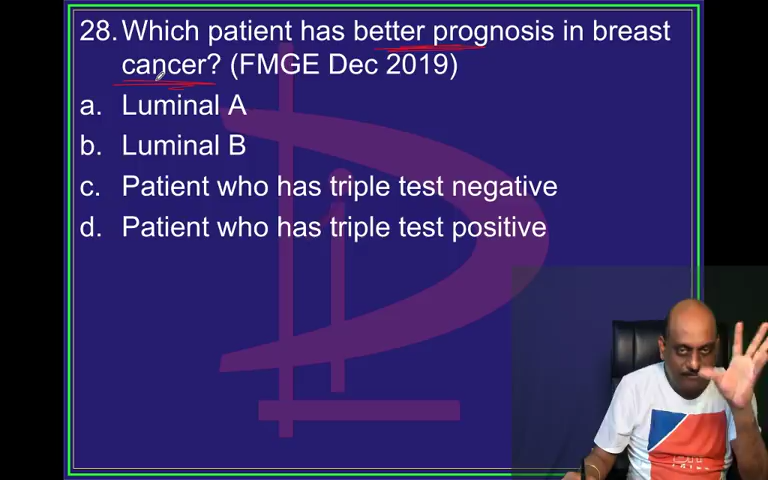 28. Which patient has better prognosis in breast
cancer? (FMGE Dec 2019)
a. Luminal A
b. Luminal B
c. Patient who has triple test negative
d. Patient who has triple test positive